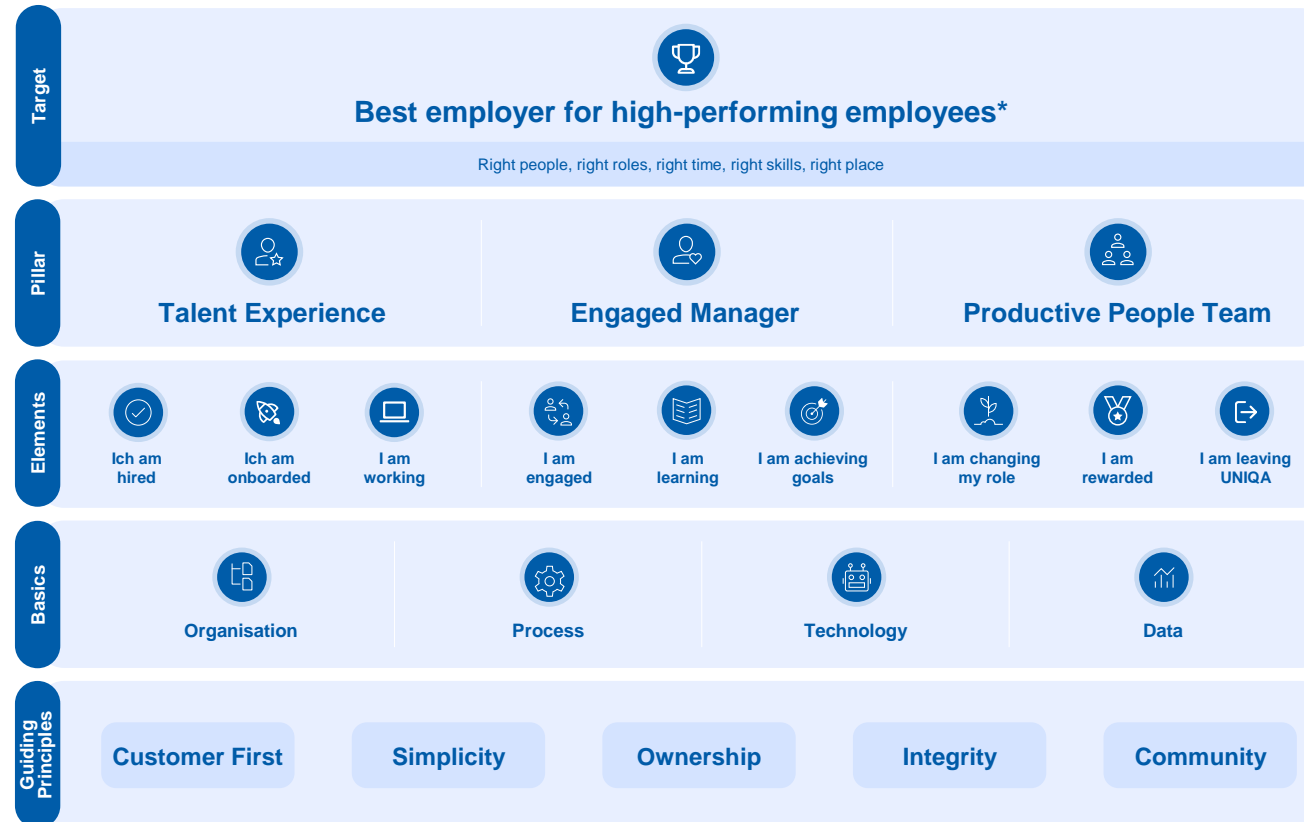 Target
Best employer for high-performing employees*
Right people, right roles, right time, right skills, right place
Pillar
Talent Experience
Engaged Manager
Productive People Team
Elements
Ich am
hired
Ich am
onboarded
I am
working
I am
engaged
I am
learning
I am achieving
goals
I am changing
my role
I am
rewarded
I am leaving
UNIQA
Basics
Organisation
Process
Technology
Data
Guiding
Principles
Customer First
Simplicity
Ownership
Integrity
Community